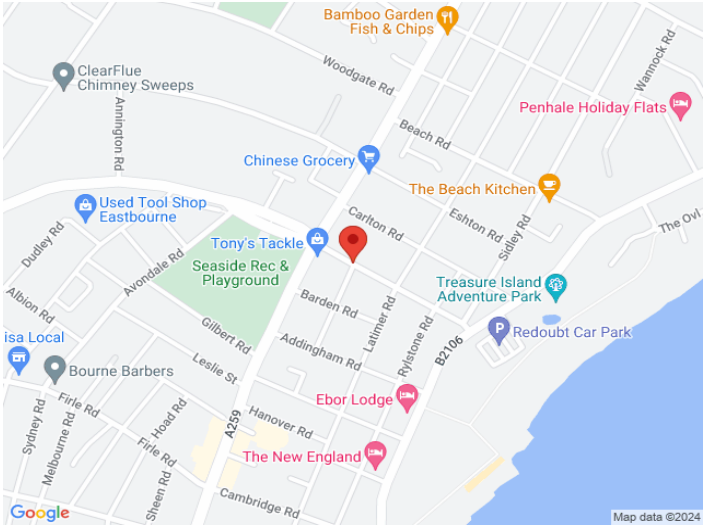 Bamboo Garden
Fish & Chips
Woodgate Rd
Wannock Rd
ClearFlue
Chimney Sweeps
Annington Rd
Penhale Holiday Flats
Beach Rd
Chinese Grocery
The Beach Kitchen
Used Tool Shop
Eastbourne
Carlton Rd
Eshton Rd
Sidley Rd
The Ovl
Dudley Rd
Avondale Rd
Tony's Tackle
Seaside Rec &
Playground
Treasure Island
Adventure Park
Albion Rd
Barden Rd
Latimer Rd
Rylstone Rd
Redoubt Car Park
P
Gilbert Rd
Addingham Rd
B2106
isa Local
Leslie St
Bourne Barbers
Ebor Lodge
Firle Rd
Hoad Rd
A259
Hanover Rd
Sydney Rd
Melbourne Rd
Firle Rd
The New England
Sheen Rd
Cambridge Rd
Google
Map data ©2024